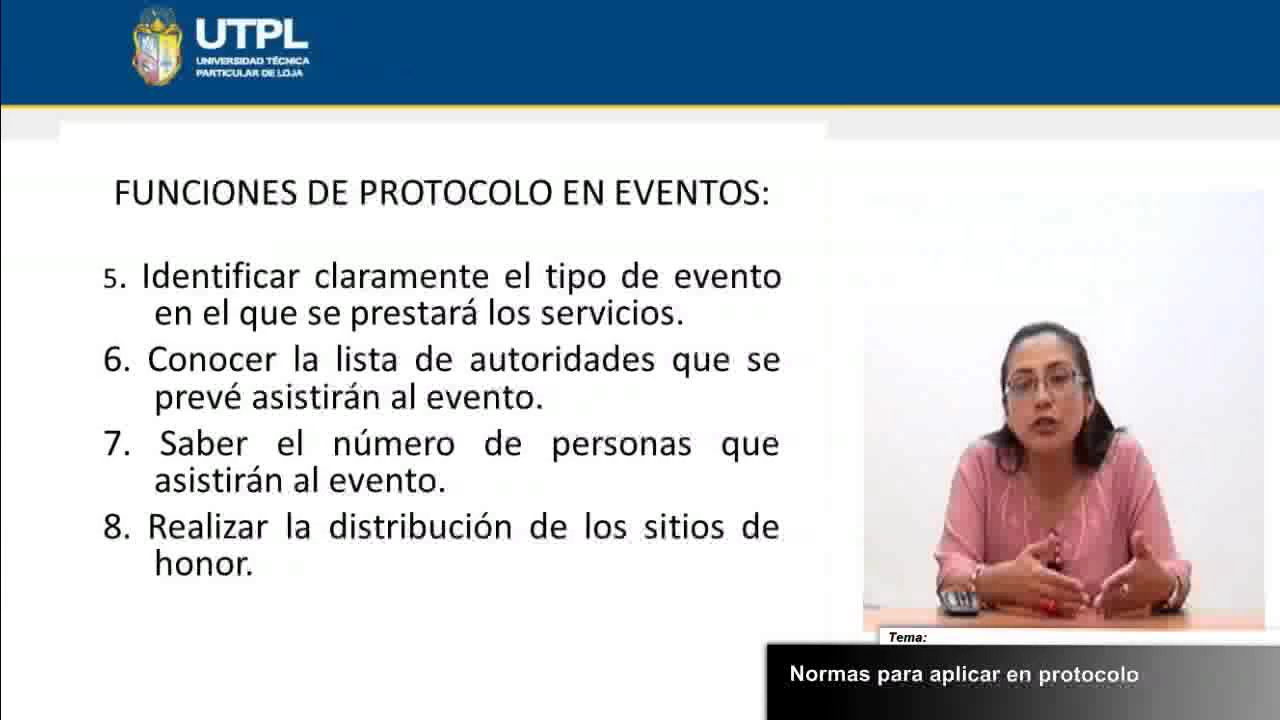 UTPL
UNIVERSIDAD TÉCNICA
PARTICULAR DE LOJA
FUNCIONES DE PROTOCOLO EN EVENTOS:
5. Identificar claramente el tipo de evento
en el que se prestará los servicios.
6. Conocer la lista de autoridades que se
prevé asistirán al evento.
7. Saber el número de personas que
asistirán al evento.
8. Realizar la distribución de los sitios de
honor.
Tema:
Normas para aplicar en protocolo